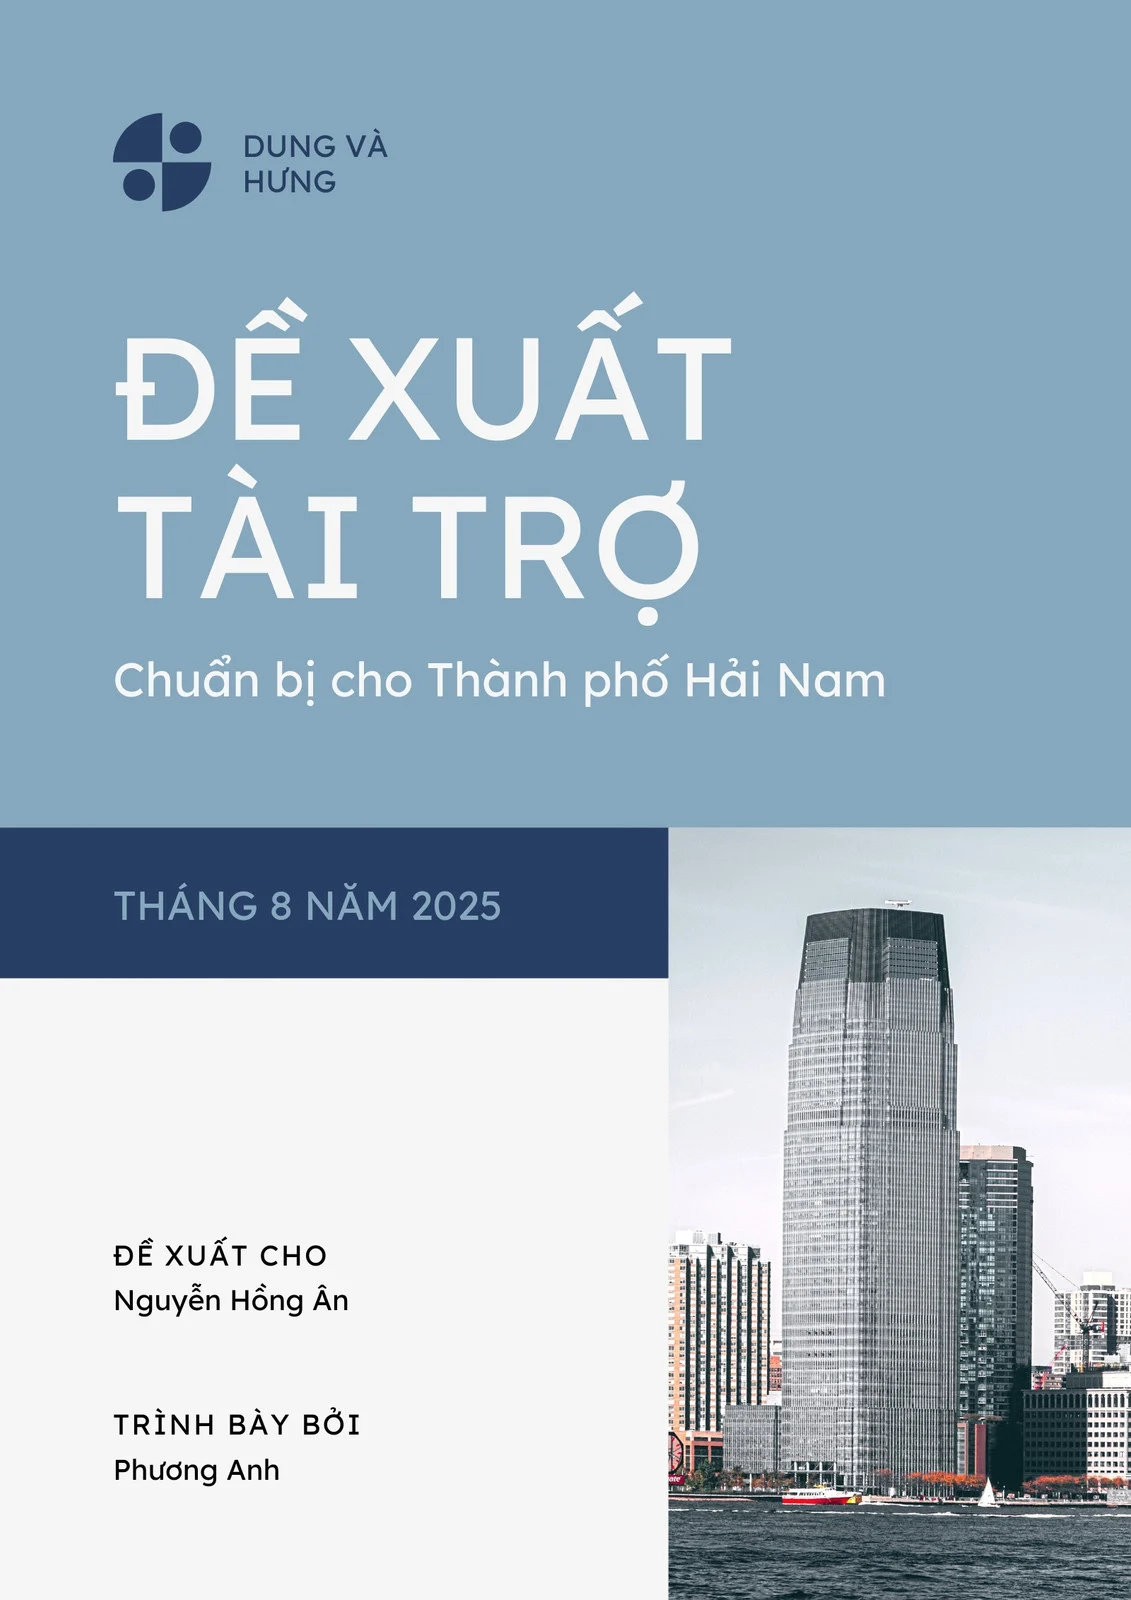 DUNG VÀ
HƯNG
ĐỀ XUẤT
TÀI TRỢ
Chuẩn bị cho Thành phố Hải Nam
THÁNG 8 NĂM 2025
ĐỀ XUẤT CHO
Nguyễn Hồng Ân
TRÌNH BÀY BỞI
Phương Anh